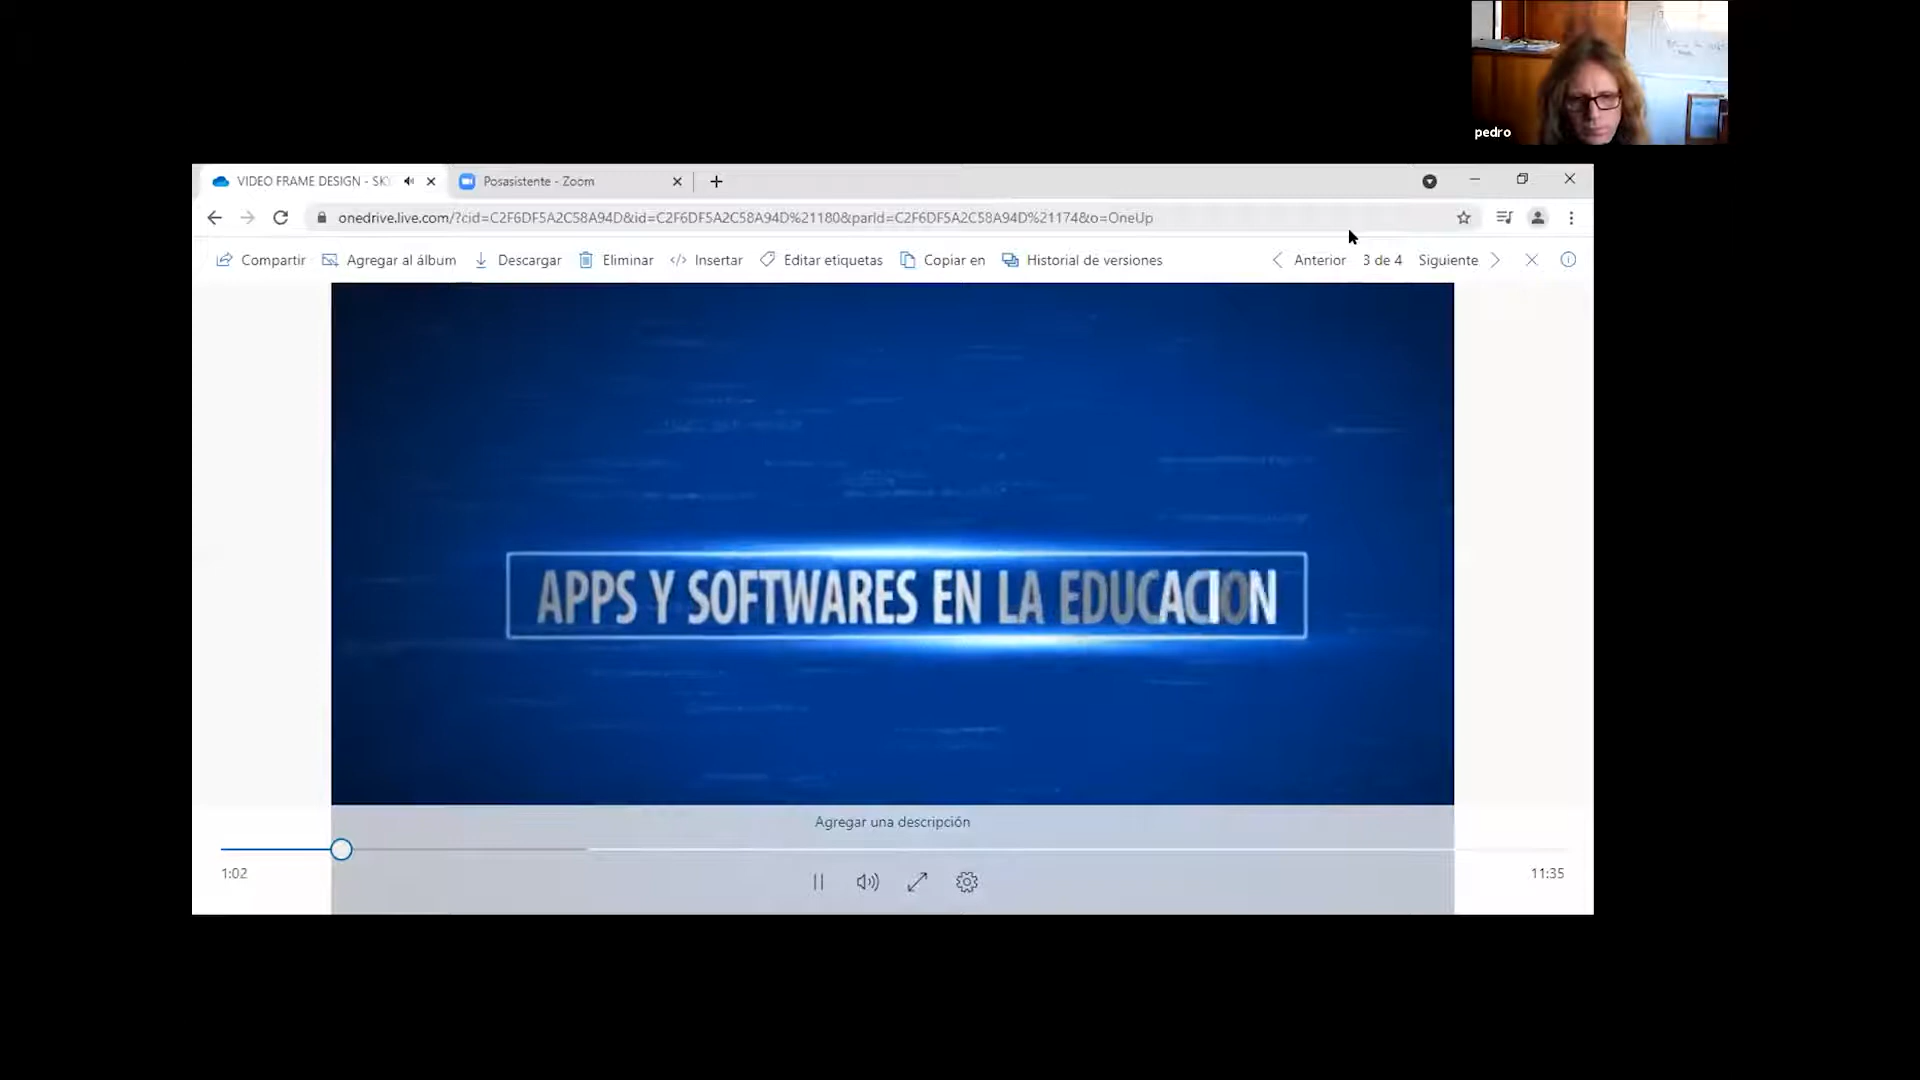 pedro
VIDEO FRAME DESIGN - SK
Posasistente - Zoom
onedrive.live.com/?cid=C2F6DF5A2C58A94D&id=C2F6DF5A2C58A94D%21180&parId=C2F6DF5A2C58A94D%21174&o=OneUp
Compartir Agregar al álbum Descargar Eliminar Insertar Editar etiquetas Copiar en Historial de versiones Anterior 3 de 4 Siguiente
APPS Y SOFTWARES EN LA EDUCACION
Agregar una descripción
1:02
11:35